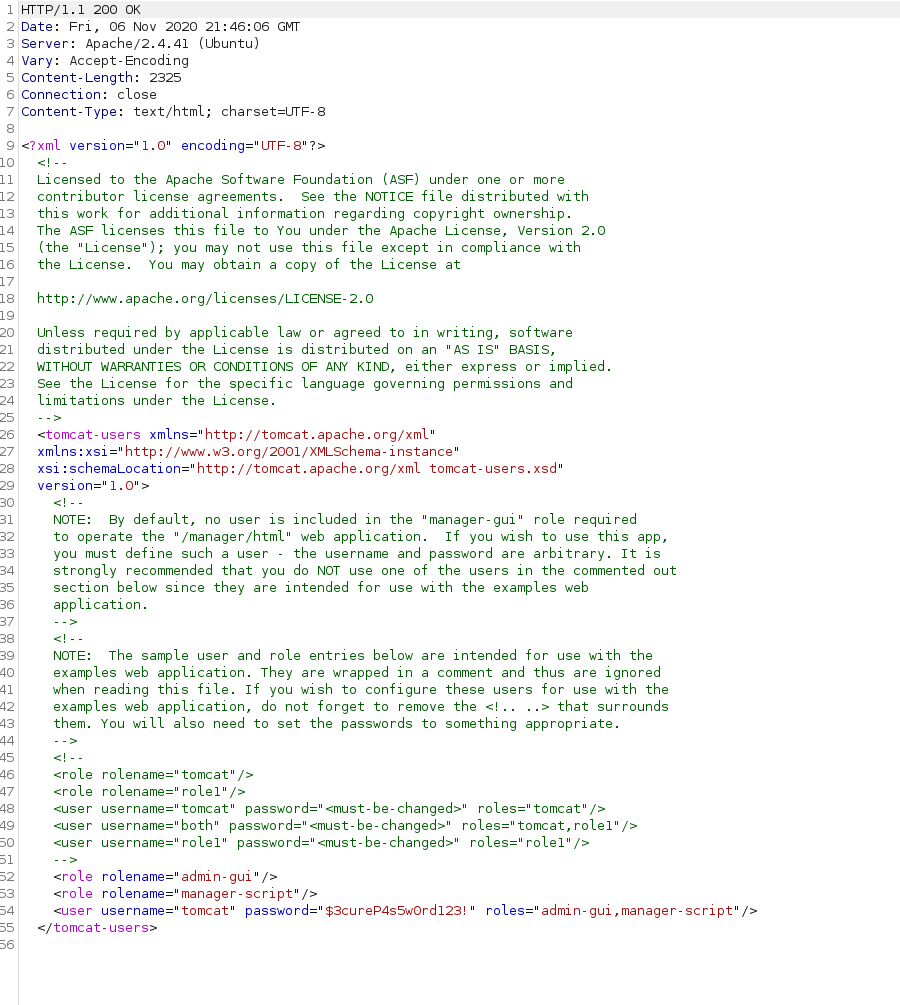 1 HTTP/1.1 200 OK
2 Date: Fri, 06 Nov 2020 21:46:06 GMT
3 Server: Apache/2.4.41 (Ubuntu)
4 Vary: Accept-Encoding
5 Content-Length: 2325
6 Connection: close
7 Content-Type: text/html; charset=UTF-8
8
9 <?xml version="1.0" encoding="UTF-8"?>
10 <!--
11 Licensed to the Apache Software Foundation (ASF) under one or more
12 contributor license agreements.  See the NOTICE file distributed with
13 this work for additional information regarding copyright ownership.
14 The ASF licenses this file to You under the Apache License, Version 2.0
15 (the "License"); you may not use this file except in compliance with
16 the License.  You may obtain a copy of the License at
17
18 http://www.apache.org/licenses/LICENSE-2.0
19
20 Unless required by applicable law or agreed to in writing, software
21 distributed under the License is distributed on an "AS IS" BASIS,
22 WITHOUT WARRANTIES OR CONDITIONS OF ANY KIND, either express or implied.
23 See the License for the specific language governing permissions and
24 limitations under the License.
25 -->
26 <tomcat-users xmlns="http://tomcat.apache.org/xml"
27 xmlns:xsi="http://www.w3.org/2001/XMLSchema-instance"
28 xsi:schemaLocation="http://tomcat.apache.org/xml tomcat-users.xsd"
29 version="1.0">
30 <!--
31 NOTE:  By default, no user is included in the "manager-gui" role required
32 to operate the "/manager/html" web application.  If you wish to use this app,
33 you must define such a user - the username and password are arbitrary. It is
34 strongly recommended that you do NOT use one of the users in the commented out
35 section below since they are intended for use with the examples web
36 application.
37 -->
38 <!--
39 NOTE:  The sample user and role entries below are intended for use with the
40 examples web application. They are wrapped in a comment and thus are ignored
41 when reading this file. If you wish to configure these users for use with the
42 examples web application, do not forget to remove the <!.. ..> that surrounds
43 them. You will also need to set the passwords to something appropriate.
44 -->
45 <!--
46 <role rolename="tomcat"/>
47 <role rolename="role1"/>
48 <user username="tomcat" password="<must-be-changed>" roles="tomcat"/>
49 <user username="both" password="<must-be-changed>" roles="tomcat,role1"/>
50 <user username="role1" password="<must-be-changed>" roles="role1"/>
51 -->
52 <role rolename="admin-gui"/>
53 <role rolename="manager-script"/>
54 <user username="tomcat" password="$3cureP4s5w0rd123!" roles="admin-gui,manager-script"/>
55 </tomcat-users>
56